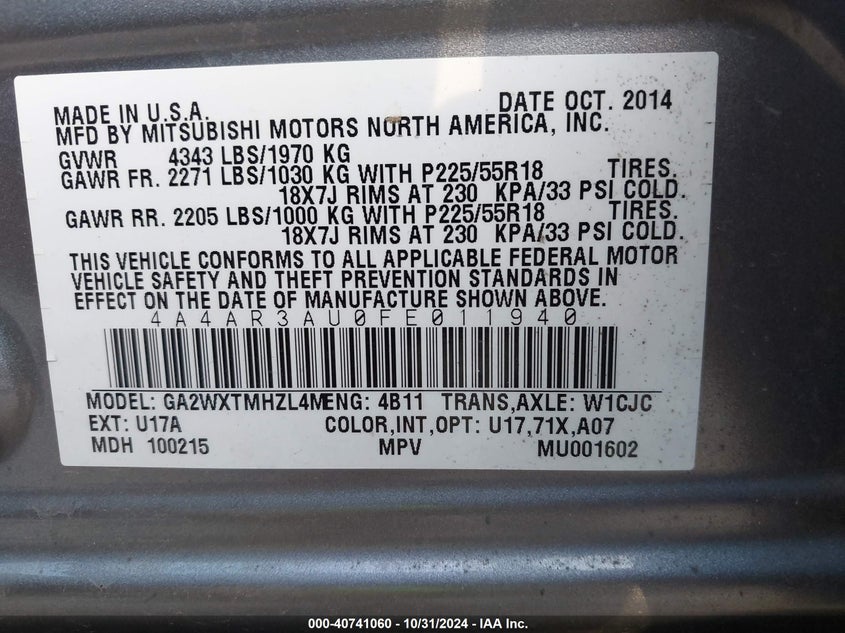 MADE IN U.S.A. DATE OCT. 2014
MFD BY MITSUBISHI MOTORS NORTH AMERICA, INC.
GVWR 4343 LBS/1970 KG
GAWR FR. 2271 LBS/1030 KG WITH P225/55R18 TIRES.
18X7J RIMS AT 230 KPA/33 PSI COLD.
GAWR RR. 2205 LBS/1000 KG WITH P225/55R18 TIRES.
18X7J RIMS AT 230 KPA/33 PSI COLD.
THIS VEHICLE CONFORMS TO ALL APPLICABLE FEDERAL MOTOR
VEHICLE SAFETY AND THEFT PREVENTION STANDARDS IN
EFFECT ON THE DATE OF MANUFACTURE SHOWN ABOVE.
4A4AR3AU0FE011940
MODEL: GA2WXTMHZL4M ENG: 4B11 TRANS,AXLE: W1CJC
EXT: U17A COLOR,INT,OPT: U17,71X,A07
MDH 100215 MPV MU001602
000-40741060 - 10/31/2024 - IAA Inc.